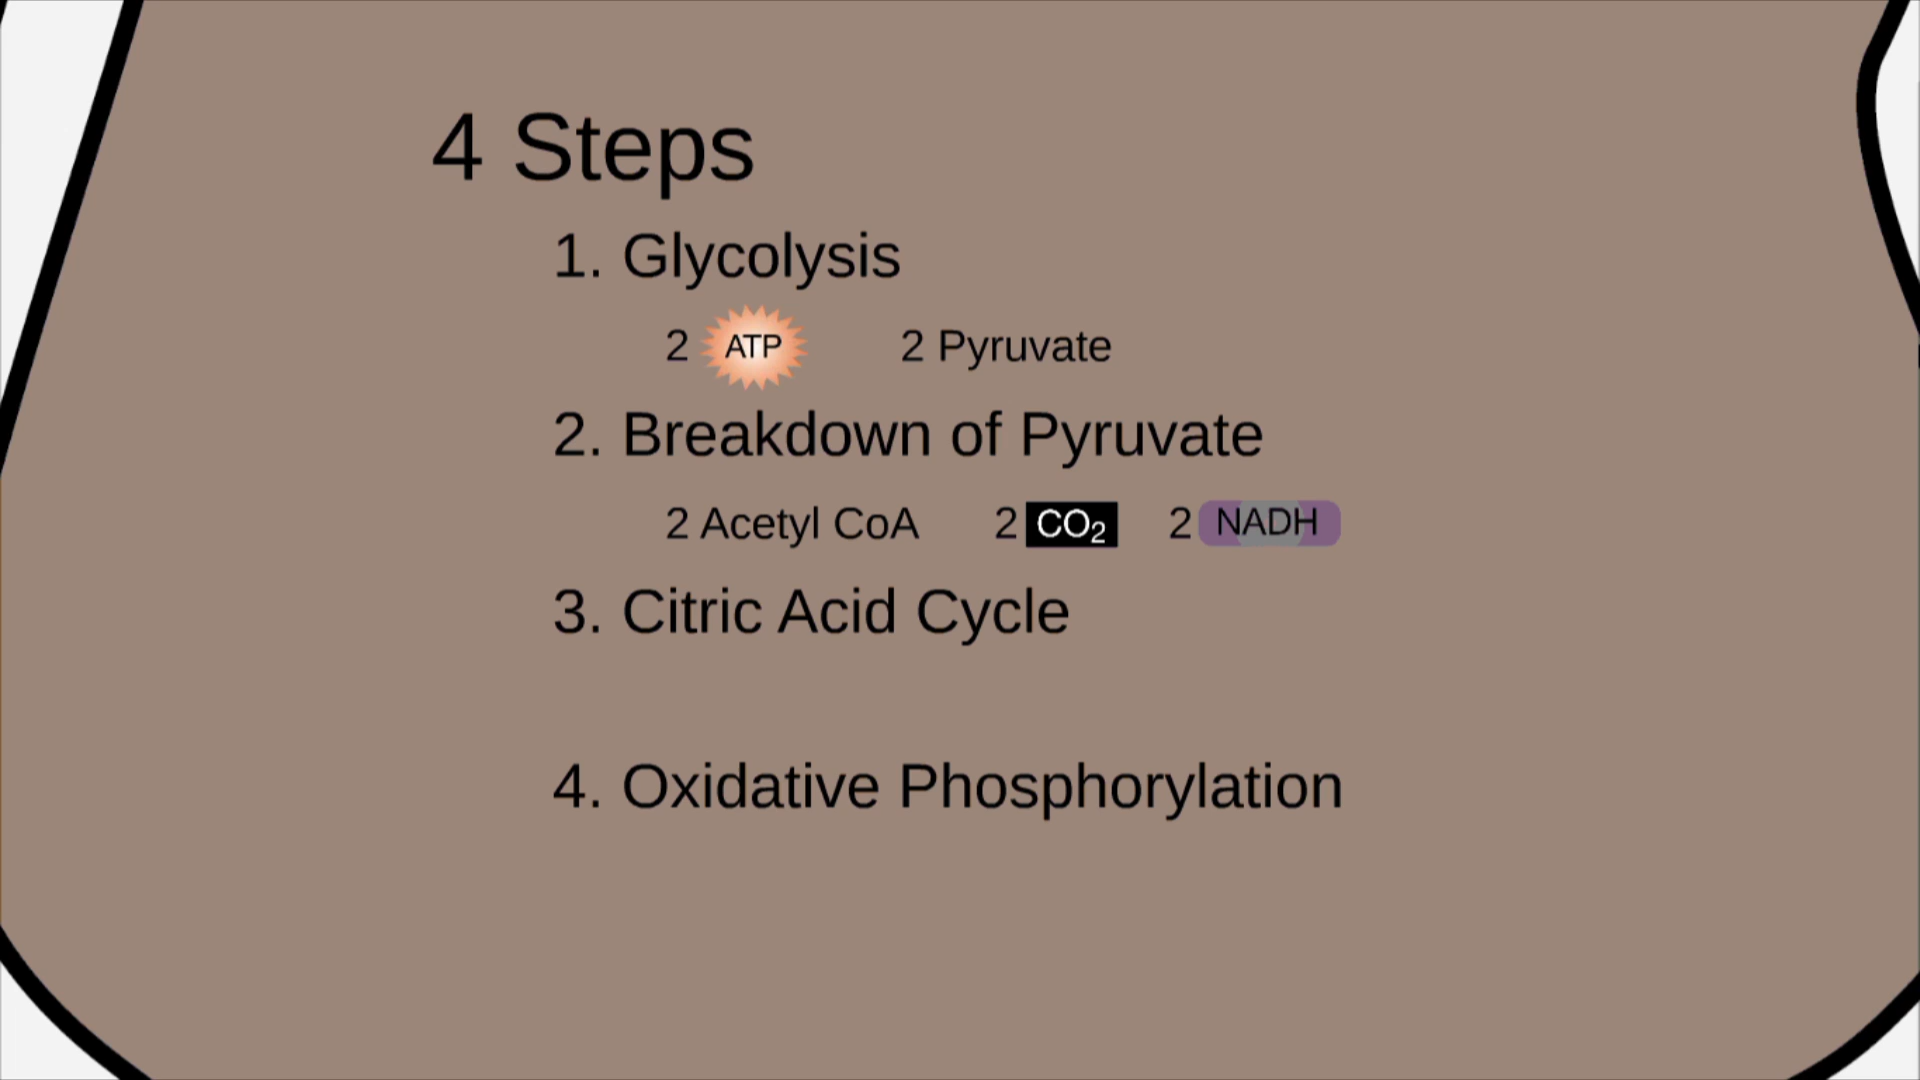 4 Steps
1. Glycolysis
2 ATP 2 Pyruvate
2. Breakdown of Pyruvate
2 Acetyl CoA 2 CO₂ 2 NADH
3. Citric Acid Cycle
4. Oxidative Phosphorylation